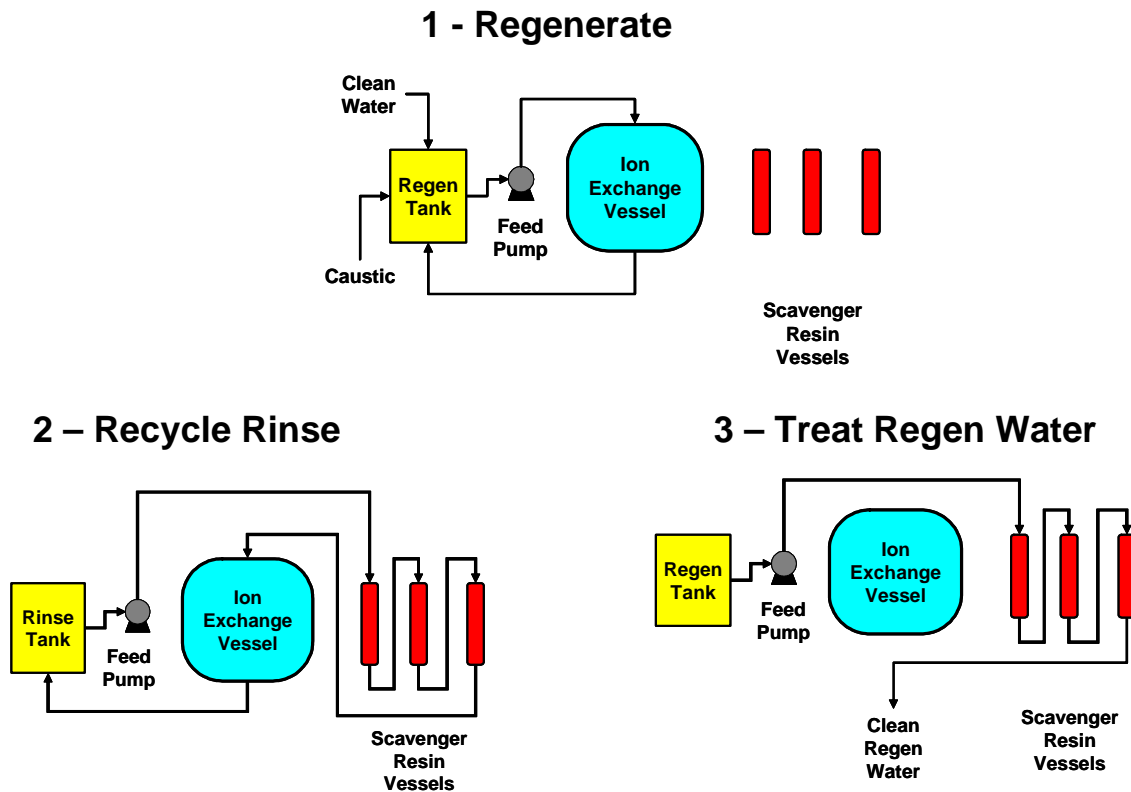 1 - Regenerate
Clean
Water
Regen
Tank
Caustic
Feed
Pump
Ion
Exchange
Vessel
Scavenger
Resin
Vessels
2 – Recycle Rinse
Rinse
Tank
Feed
Pump
Ion
Exchange
Vessel
Scavenger
Resin
Vessels
3 – Treat Regen Water
Regen
Tank
Feed
Pump
Ion
Exchange
Vessel
Clean
Regen
Water
Scavenger
Resin
Vessels